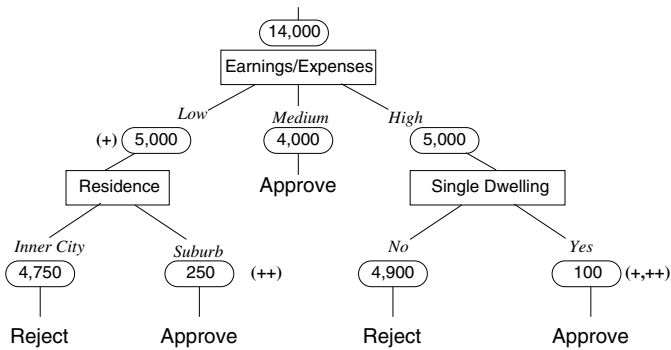 14,000
Earnings/Expenses
Low Medium High
(+) 5,000 4,000 5,000
Residence Approve Single Dwelling
Inner City Suburb No Yes
4,750 250 (++) 4,900 100 (+,++)
Reject Approve Reject Approve